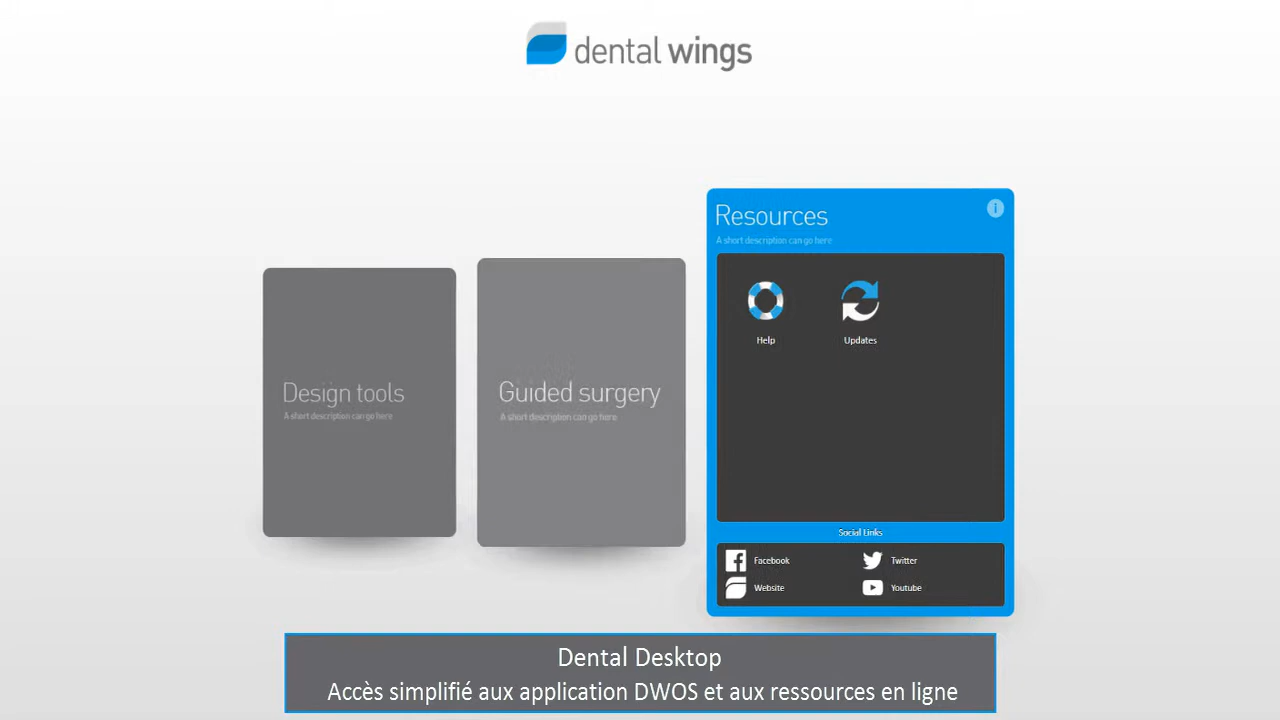 dental wings
Resources
A short description can go here
Help
Updates
Design tools
A short description can go here
Guided surgery
A short description can go here
Social Links
Facebook
Twitter
Website
Youtube
Dental Desktop
Accès simplifié aux application DWOS et aux ressources en ligne